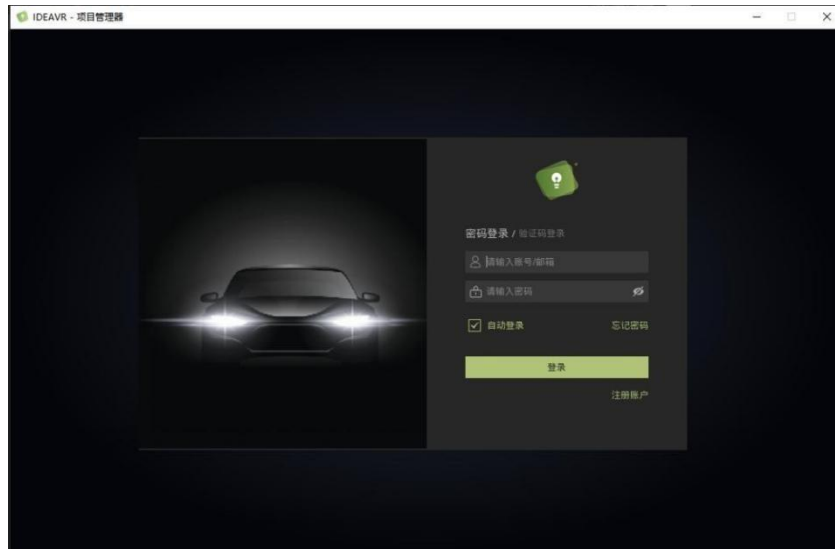 IDEAVR - 项目管理器
密码登录 / 验证码登录
请输入账号/邮箱
请输入密码
自动登录 忘记密码
登录
注册账户